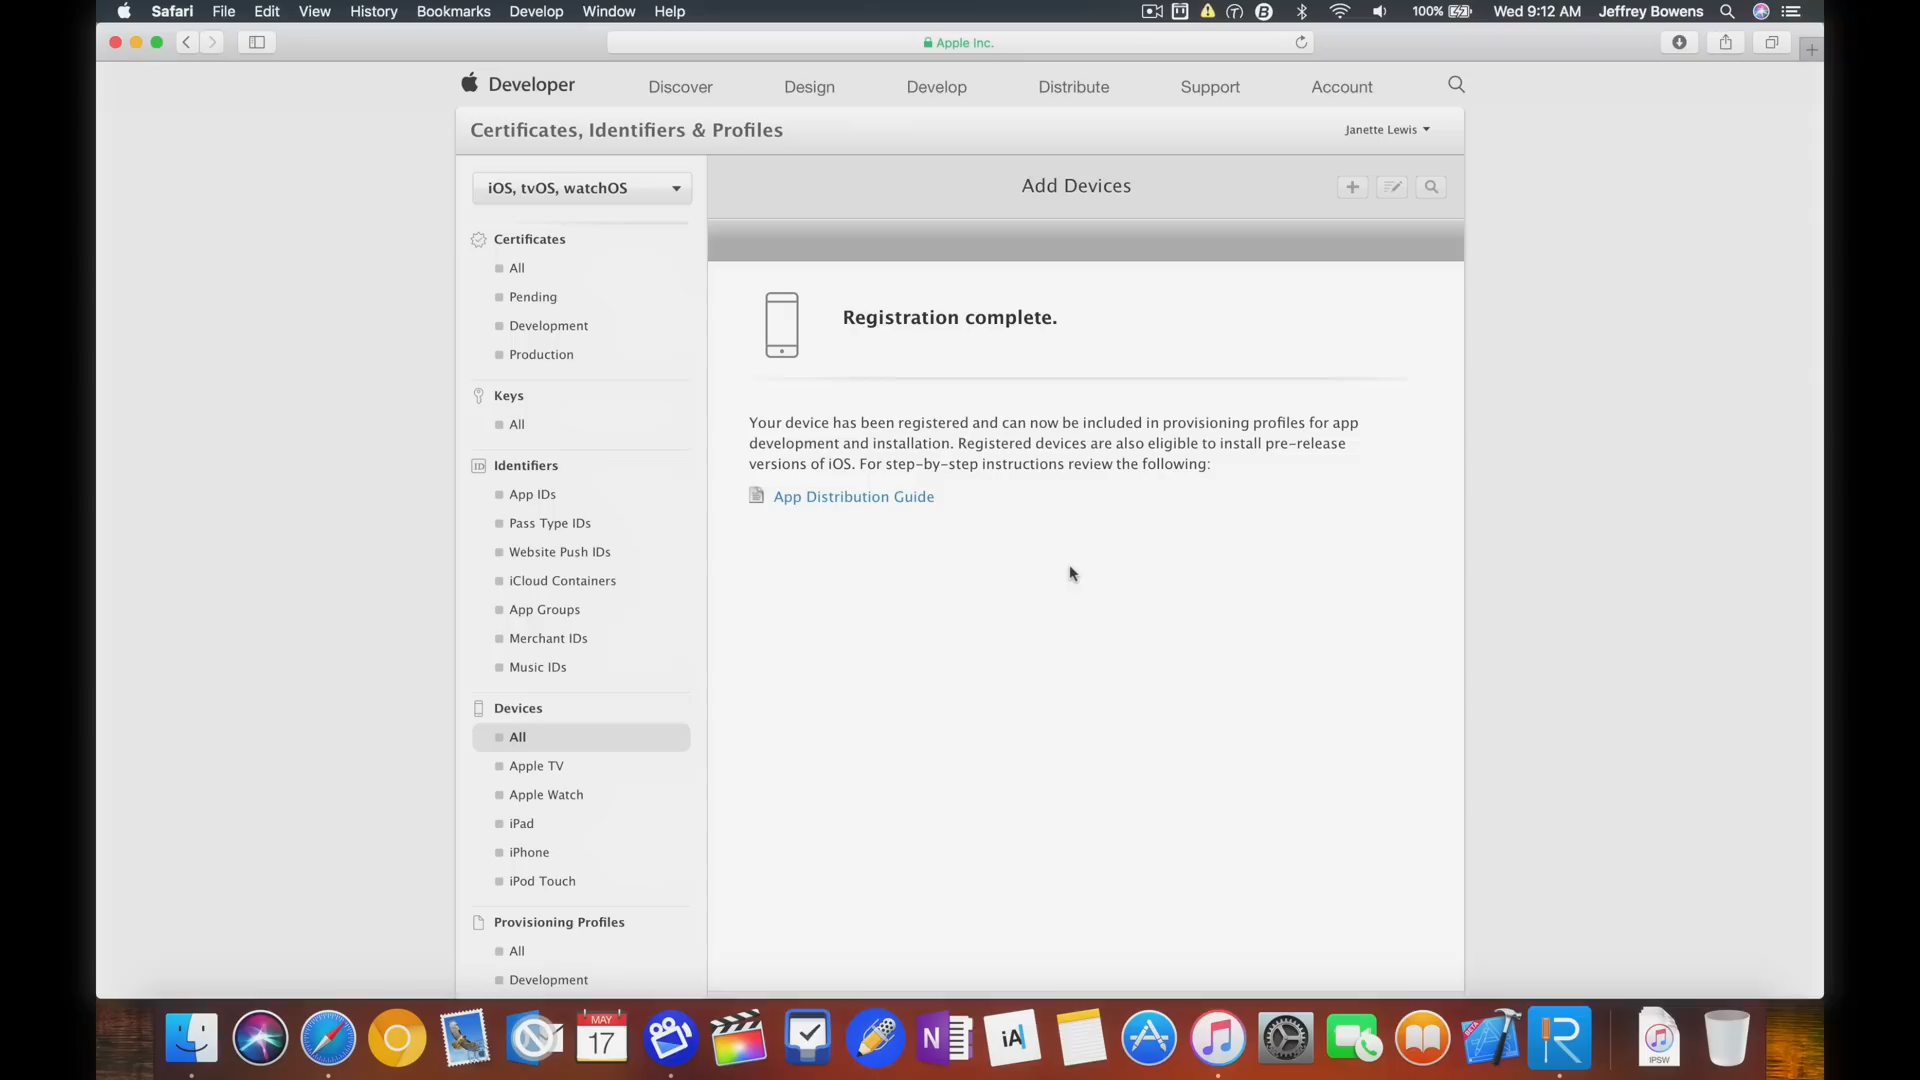 Safari File Edit View History Bookmarks Develop Window Help 100% Wed 9:12 AM Jeffrey Bowens
Apple Inc.
Developer Discover Design Develop Distribute Support Account
Certificates, Identifiers & Profiles
Janette Lewis
iOS, tvOS, watchOS
Add Devices
Certificates
All
Pending
Development
Production
Keys
All
ID Identifiers
App IDs
Pass Type IDs
Website Push IDs
iCloud Containers
App Groups
Merchant IDs
Music IDs
Devices
All
Apple TV
Apple Watch
iPad
iPhone
iPod Touch
Provisioning Profiles
All
Development
Registration complete.
Your device has been registered and can now be included in provisioning profiles for app
development and installation. Registered devices are also eligible to install pre-release
versions of iOS. For step-by-step instructions review the following:
App Distribution Guide
MAY
17
N
iA
BETA
R
IPSW